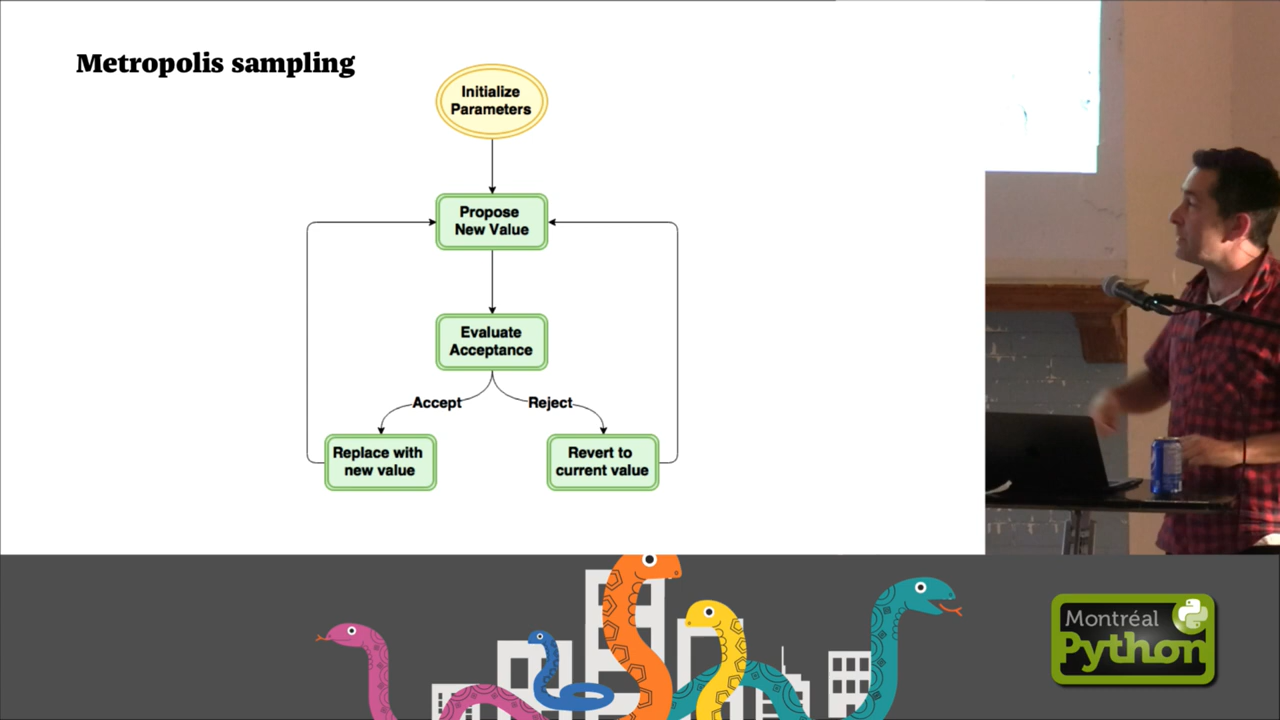 Metropolis sampling
Initialize
Parameters
Propose
New Value
Evaluate
Acceptance
Accept
Reject
Replace with
new value
Revert to
current value
Montréal
Python